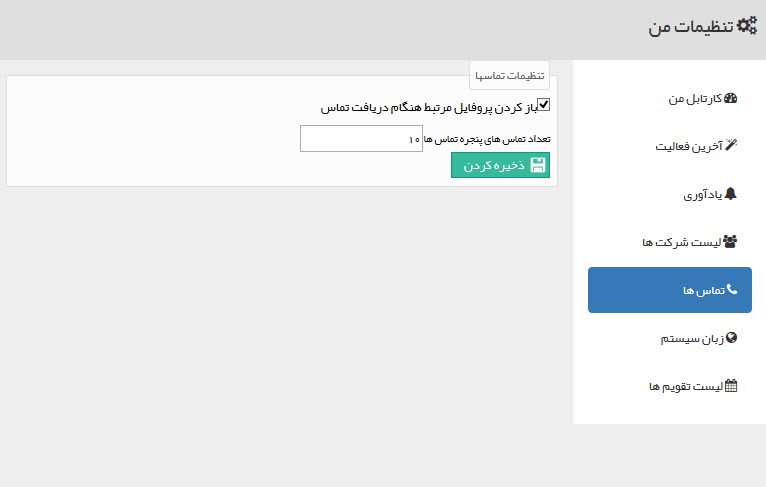 تنظیمات من
کارتابل من
آخرین فعالیت
یادآوری
لیست شرکت ها
تماس ها
زبان سیستم
لیست تقویم ها
تنظیمات تماسها
باز کردن پروفایل مرتبط هنگام دریافت تماس
تعداد تماس های پنجره تماس ها ۱۰
ذخیره کردن